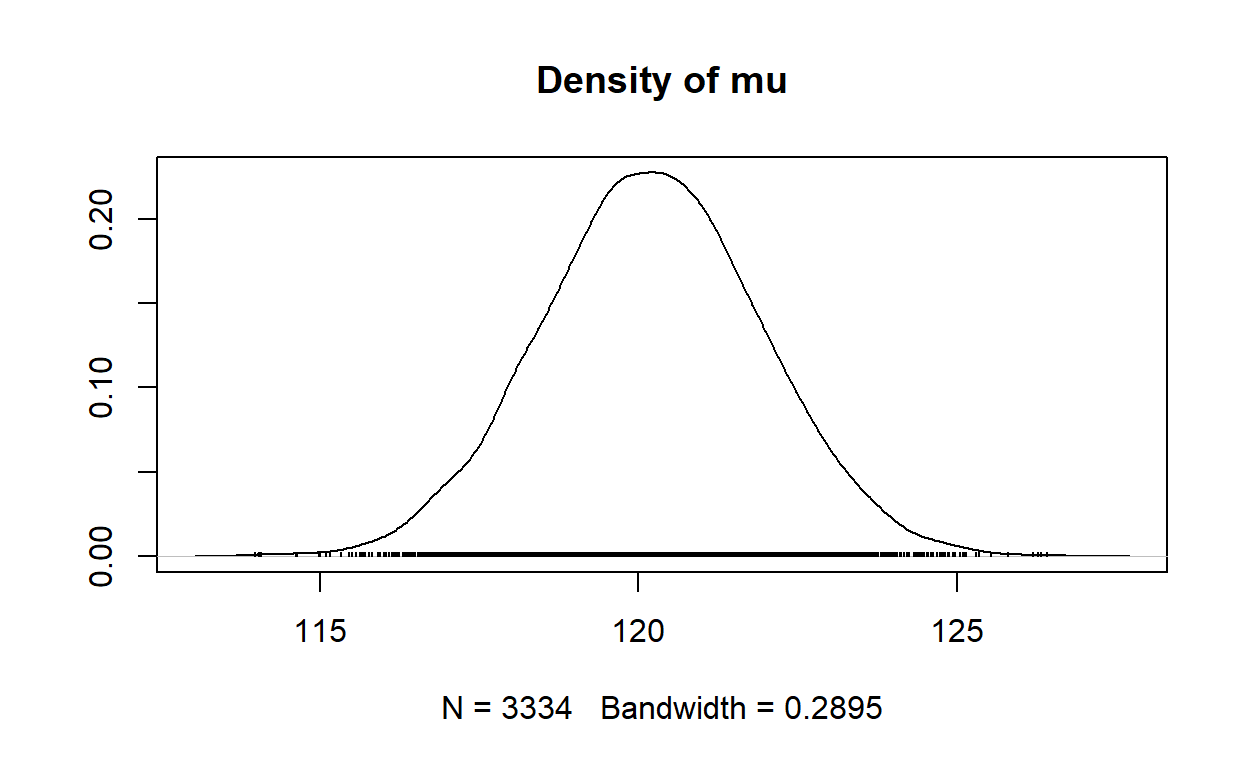 Density of mu
0.20
0.10
0.00
115 120 125
N = 3334 Bandwidth = 0.2895